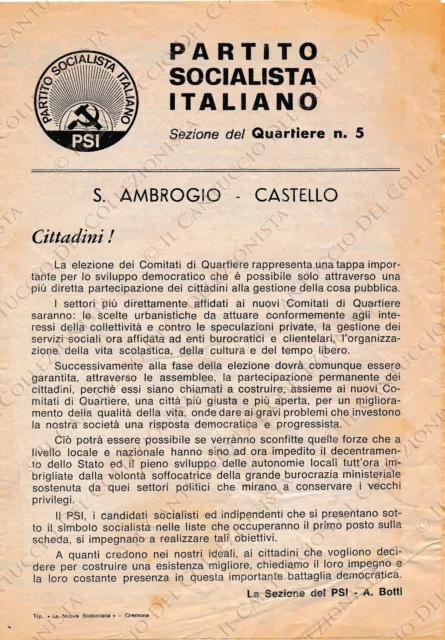 PARTITO SOCIALISTA ITALIANO
PSI
PARTITO
SOCIALISTA
ITALIANO
Sezione del Quartiere n. 5
S. AMBROGIO - CASTELLO
Cittadini !
La elezione dei Comitati di Quartiere rappresenta una tappa impor-
tante per lo sviluppo democratico che è possibile solo attraverso una
più diretta partecipazione dei cittadini alla gestione della cosa pubblica.
I settori più direttamente affidati ai nuovi Comitati di Quartiere
saranno: le scelte urbanistiche da attuare conformemente agli inte-
ressi della collettività e contro le speculazioni private, la gestione dei
servizi sociali ora affidata ad enti burocratici e clientelari, l'organizza-
zione della vita scolastica, della cultura e del tempo libero.
Successivamente alla fase della elezione dovrà comunque essere
garantita, attraverso le assemblee, la partecipazione permanente dei
cittadini, perchè essi siano chiamati a costruire, assieme ai nuovi Co-
mitati di Quartiere, una città più giusta e più aperta, per un migliora-
mento della qualità della vita, onde dare ai gravi problemi che investono
la nostra società una risposta democratica e progressista.
Ciò potrà essere possibile se verranno sconfitte quelle forze che a
livello locale e nazionale hanno sino ad ora impedito il decentramen-
to dello Stato ed il pieno sviluppo delle autonomie locali tutt'ora im-
brigliate dalla volontà soffocatrice della grande burocrazia ministeriale
sostenuta da quei settori politici che mirano a conservare i vecchi
privilegi.
Il PSI, i candidati socialisti ed indipendenti che si presentano sot-
to il simbolo socialista nelle liste che occuperanno il primo posto sulla
scheda, si impegnano a realizzare tali obiettivi.
A quanti credono nei nostri ideali, ai cittadini che vogliono deci-
dere per costruire una esistenza migliore, chiediamo il loro impegno e
la loro costante presenza in questa importante battaglia democratica.
La Sezione del PSI - A. Botti
Tip. « La Nuova Bodoniana » - Cremona
© IL CANTUCCIO DEL COLLEZIONISTA